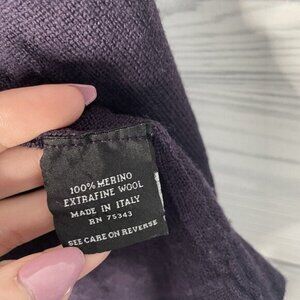 100% MERINO
EXTRAFINE WOOL
MADE IN ITALY
RN 75343
SEE CARE ON REVERSE